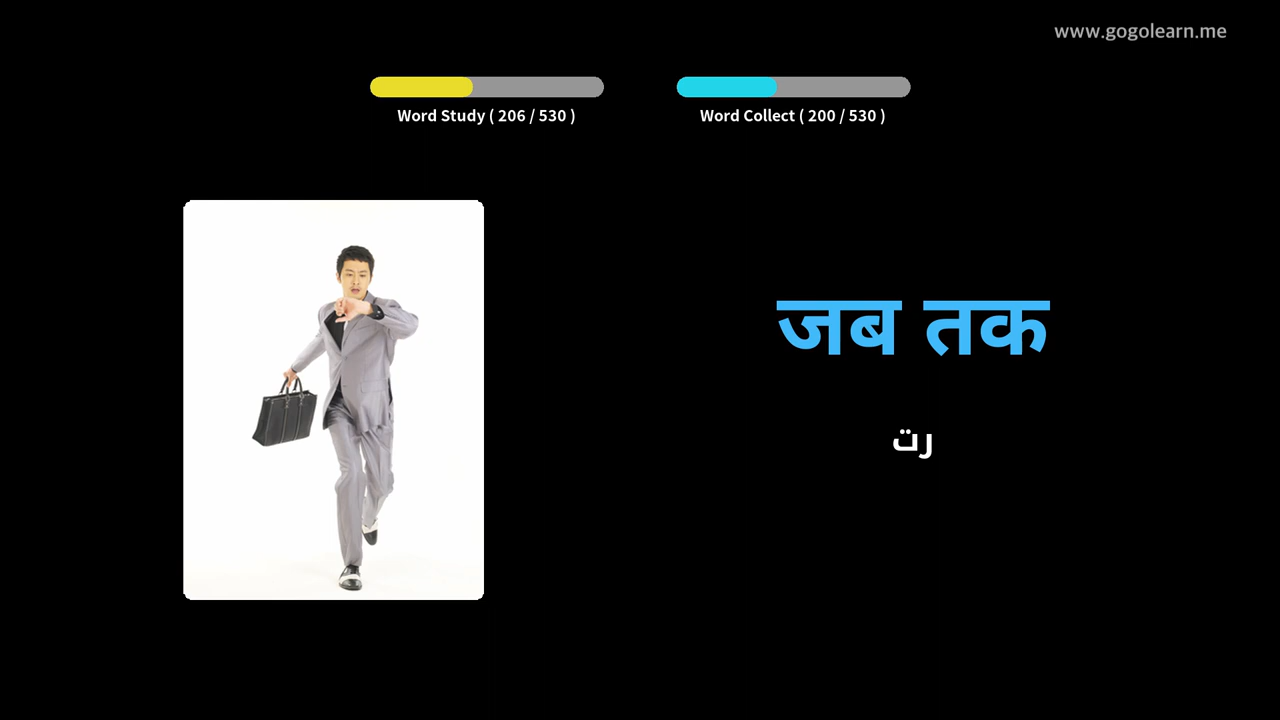 www.gogolearn.me
Word Study ( 206 / 530 )
Word Collect ( 200 / 530 )
जब तक
رت